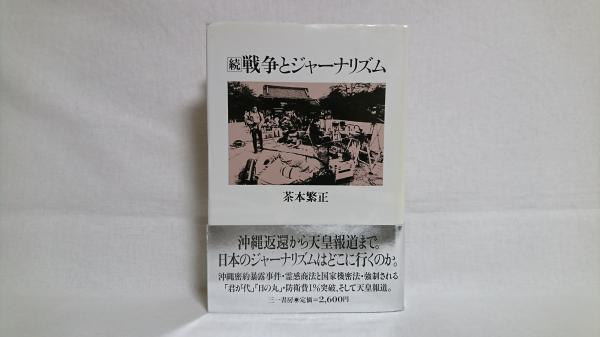 [続]戦争とジャーナリズム
茶本繁正
沖縄返還から天皇報道まで。
日本のジャーナリズムはどこに行くのか。
沖縄密約暴露事件・霊感商法と国家機密法・強制される
「君が代」「日の丸」・防衛費1%突破、そして天皇報道。
三一書房●定価=2,600円